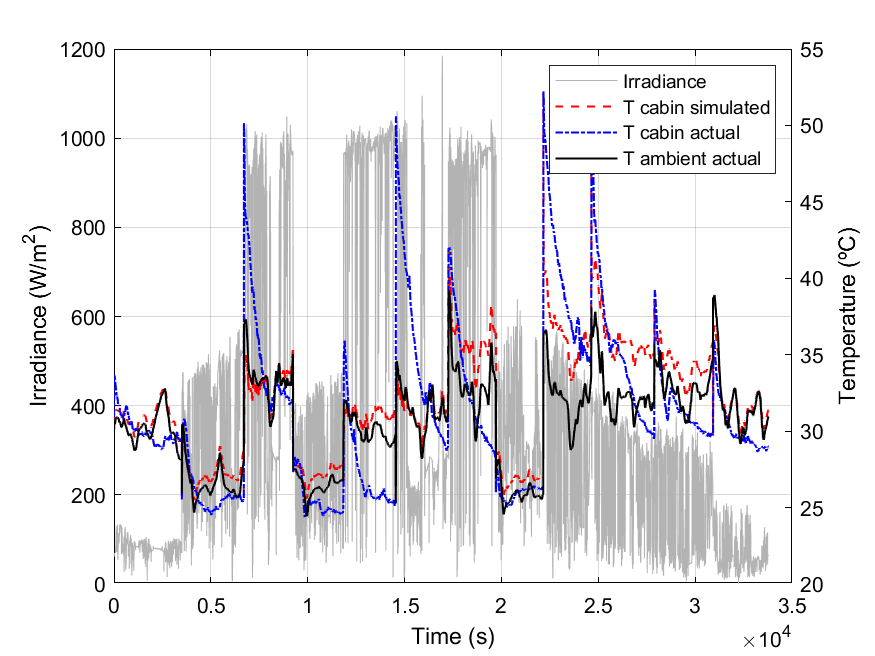 1200
1000
800
600
400
200
0
Irradiance (W/m²)
55
50
45
40
35
30
25
20
Temperature (ºC)
Irradiance
T cabin simulated
T cabin actual
T ambient actual
0 0.5 1 1.5 2 2.5 3 3.5
Time (s)
×10⁴